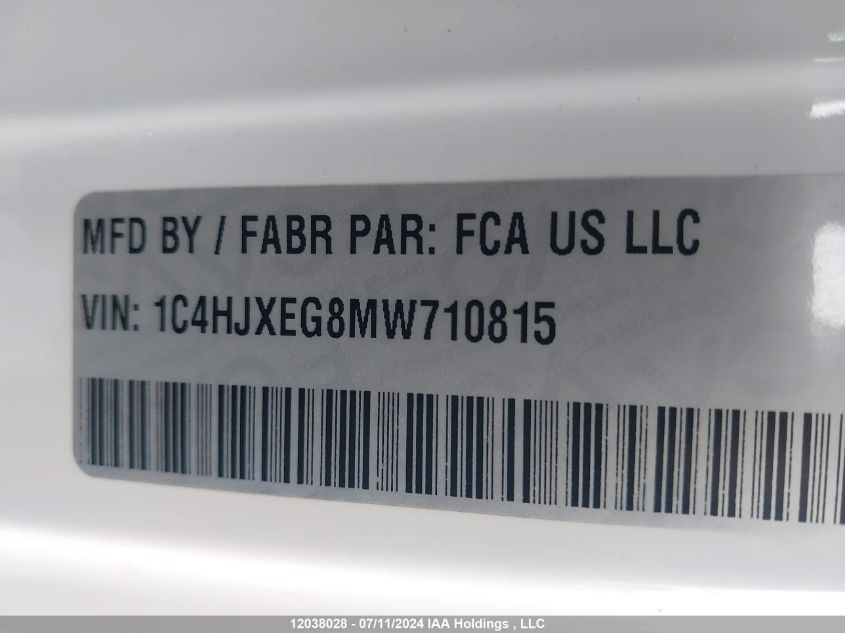 MFD BY / FABR PAR: FCA US LLC
VIN: 1C4HJXEG8MW710815
12038028 - 07/11/2024 IAA Holdings , LLC